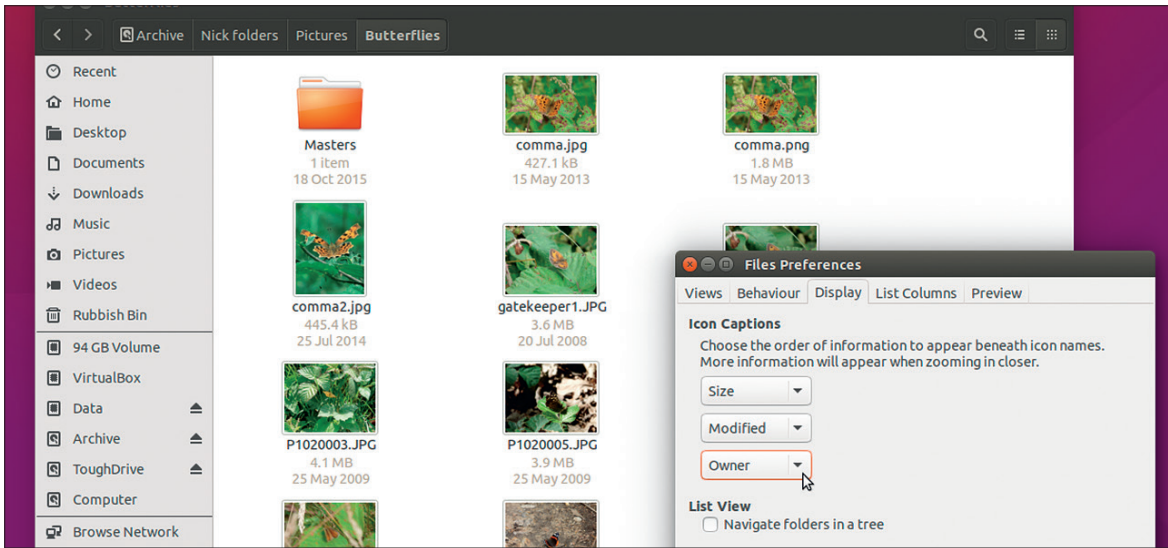 Archive Nick folders Pictures Butterflies
Recent
Home
Desktop
Documents
Downloads
Music
Pictures
Videos
Rubbish Bin
94 GB Volume
VirtualBox
Data
Archive
ToughDrive
Computer
Browse Network
Masters
1 item
18 Oct 2015
comma.jpg
427.1 kB
15 May 2013
comma.png
1.8 MB
15 May 2013
comma2.jpg
445.4 kB
25 Jul 2014
gatekeeper1.JPG
3.6 MB
20 Jul 2008
P1020003.JPG
4.1 MB
25 May 2009
P1020005.JPG
3.9 MB
25 May 2009
Files Preferences
Views Behaviour Display List Columns Preview
Icon Captions
Choose the order of information to appear beneath icon names.
More information will appear when zooming in closer.
Size
Modified
Owner
List View
Navigate folders in a tree